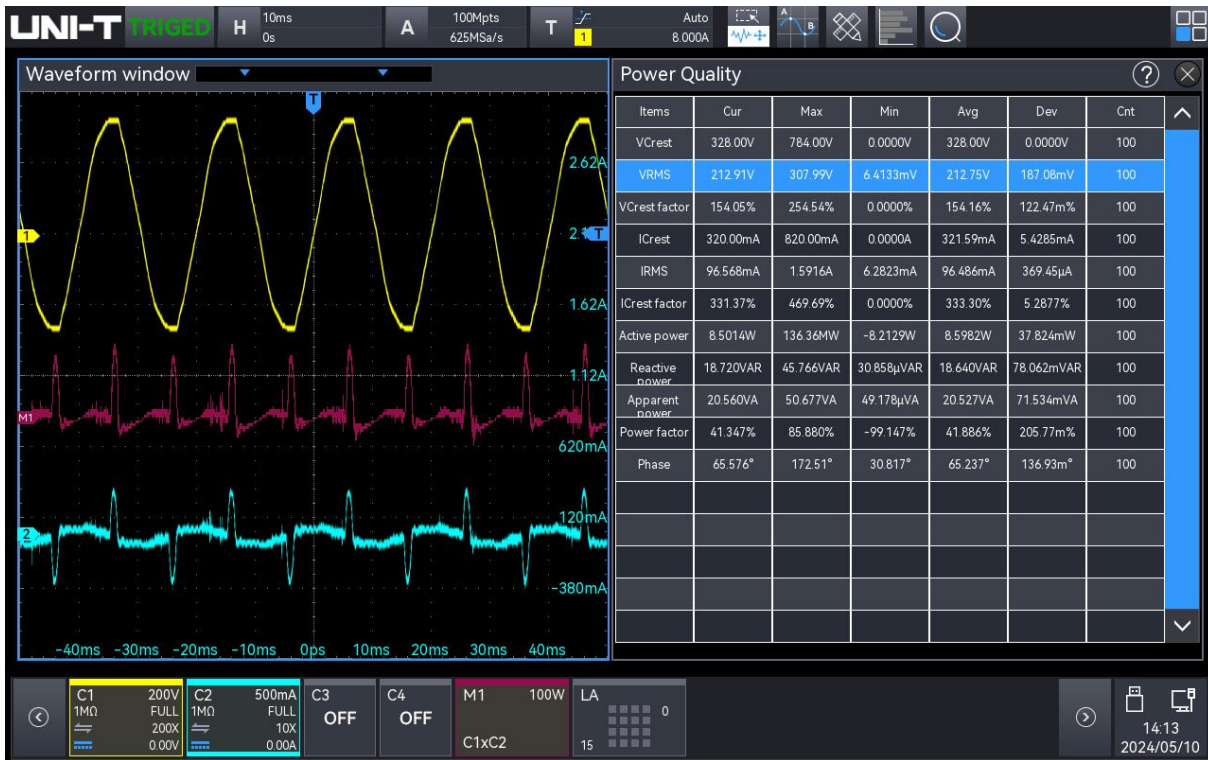 UNI-T TRIGED H 10ms 0s A 100Mpts 625MSa/s T 1 Auto 8.000A A B
Waveform window
T
2.62A
1
T
1.62A
1.12A
M1
620mA
2
120mA
-380mA
-40ms -30ms -20ms -10ms 0ps 10ms 20ms 30ms 40ms
Power Quality ?
Items Cur Max Min Avg Dev Cnt
VCrest 328.00V 784.00V 0.0000V 328.00V 0.0000V 100
VRMS 212.91V 307.99V 6.4133mV 212.75V 187.08mV 100
VCrest factor 154.05% 254.54% 0.0000% 154.16% 122.47m% 100
ICrest 320.00mA 820.00mA 0.0000A 321.59mA 5.4285mA 100
IRMS 96.568mA 1.5916A 6.2823mA 96.486mA 369.45μA 100
ICrest factor 331.37% 469.69% 0.0000% 333.30% 5.2877% 100
Active power 8.5014W 136.36MW -8.2129W 8.5982W 37.824mW 100
Reactive power 18.720VAR 45.766VAR 30.858μVAR 18.640VAR 78.062mVAR 100
Apparent power 20.560VA 50.677VA 49.178μVA 20.527VA 71.534mVA 100
Power factor 41.347% 85.880% -99.147% 41.886% 205.77m% 100
Phase 65.576° 172.51° 30.817° 65.237° 136.93m° 100
C1 200V C2 500mA C3 C4 M1 100W LA
1MΩ FULL 1MΩ FULL OFF OFF 0
200X 10X
0.00V 0.00A C1xC2 15
14:13
2024/05/10